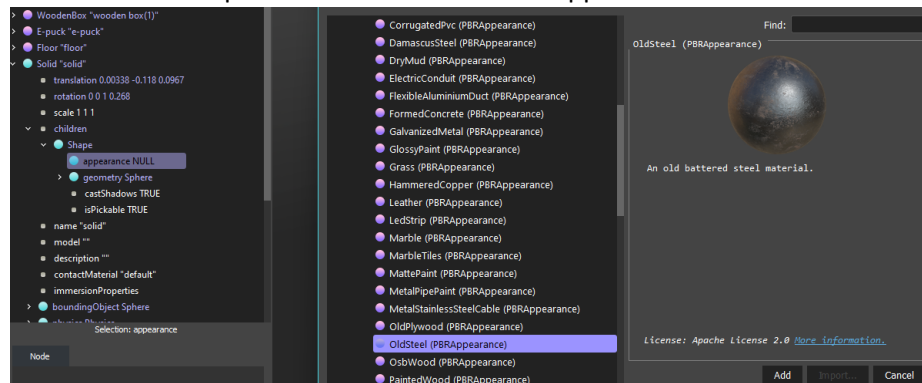 WoodenBox "wooden box(1)"
E-puck "e-puck"
Floor "floor"
Solid "solid"
translation 0.00338 -0.118 0.0967
rotation 0 0 1 0.268
scale 1 1 1
children
Shape
appearance NULL
geometry Sphere
castShadows TRUE
isPickable TRUE
name "solid"
model ""
description ""
contactMaterial "default"
immersionProperties
boundingObject Sphere
Selection: appearance
Node
CorrugatedPvc (PBRAppearance)
DamascusSteel (PBRAppearance)
DryMud (PBRAppearance)
ElectricConduit (PBRAppearance)
FlexibleAluminiumDuct (PBRAppearance)
FormedConcrete (PBRAppearance)
GalvanizedMetal (PBRAppearance)
GlossyPaint (PBRAppearance)
Grass (PBRAppearance)
HammeredCopper (PBRAppearance)
Leather (PBRAppearance)
LedStrip (PBRAppearance)
Marble (PBRAppearance)
MarbleTiles (PBRAppearance)
MattePaint (PBRAppearance)
MetalPipePaint (PBRAppearance)
MetalStainlessSteelCable (PBRAppearance)
OldPlywood (PBRAppearance)
OldSteel (PBRAppearance)
OsbWood (PBRAppearance)
PaintedWood (PBRAppearance)
Find:
OldSteel (PBRAppearance)
An old battered steel material.
License: Apache License 2.0 More information.
Add Import... Cancel